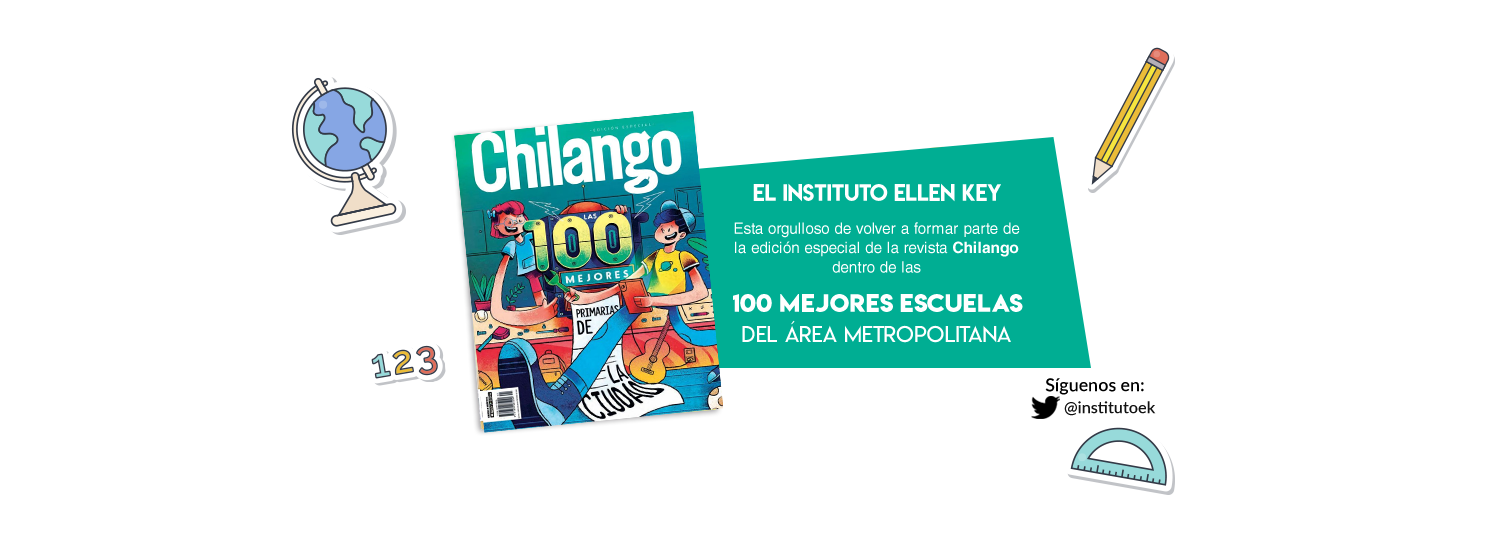 EDICIÓN ESPECIAL
Chilango
LAS
100
MEJORES
PRIMARIAS
DE
LA
CIUDAD
EL INSTITUTO ELLEN KEY
Esta orgulloso de volver a formar parte de
la edición especial de la revista Chilango
dentro de las
100 MEJORES ESCUELAS
DEL ÁREA METROPOLITANA
123
Síguenos en:
@institutoek